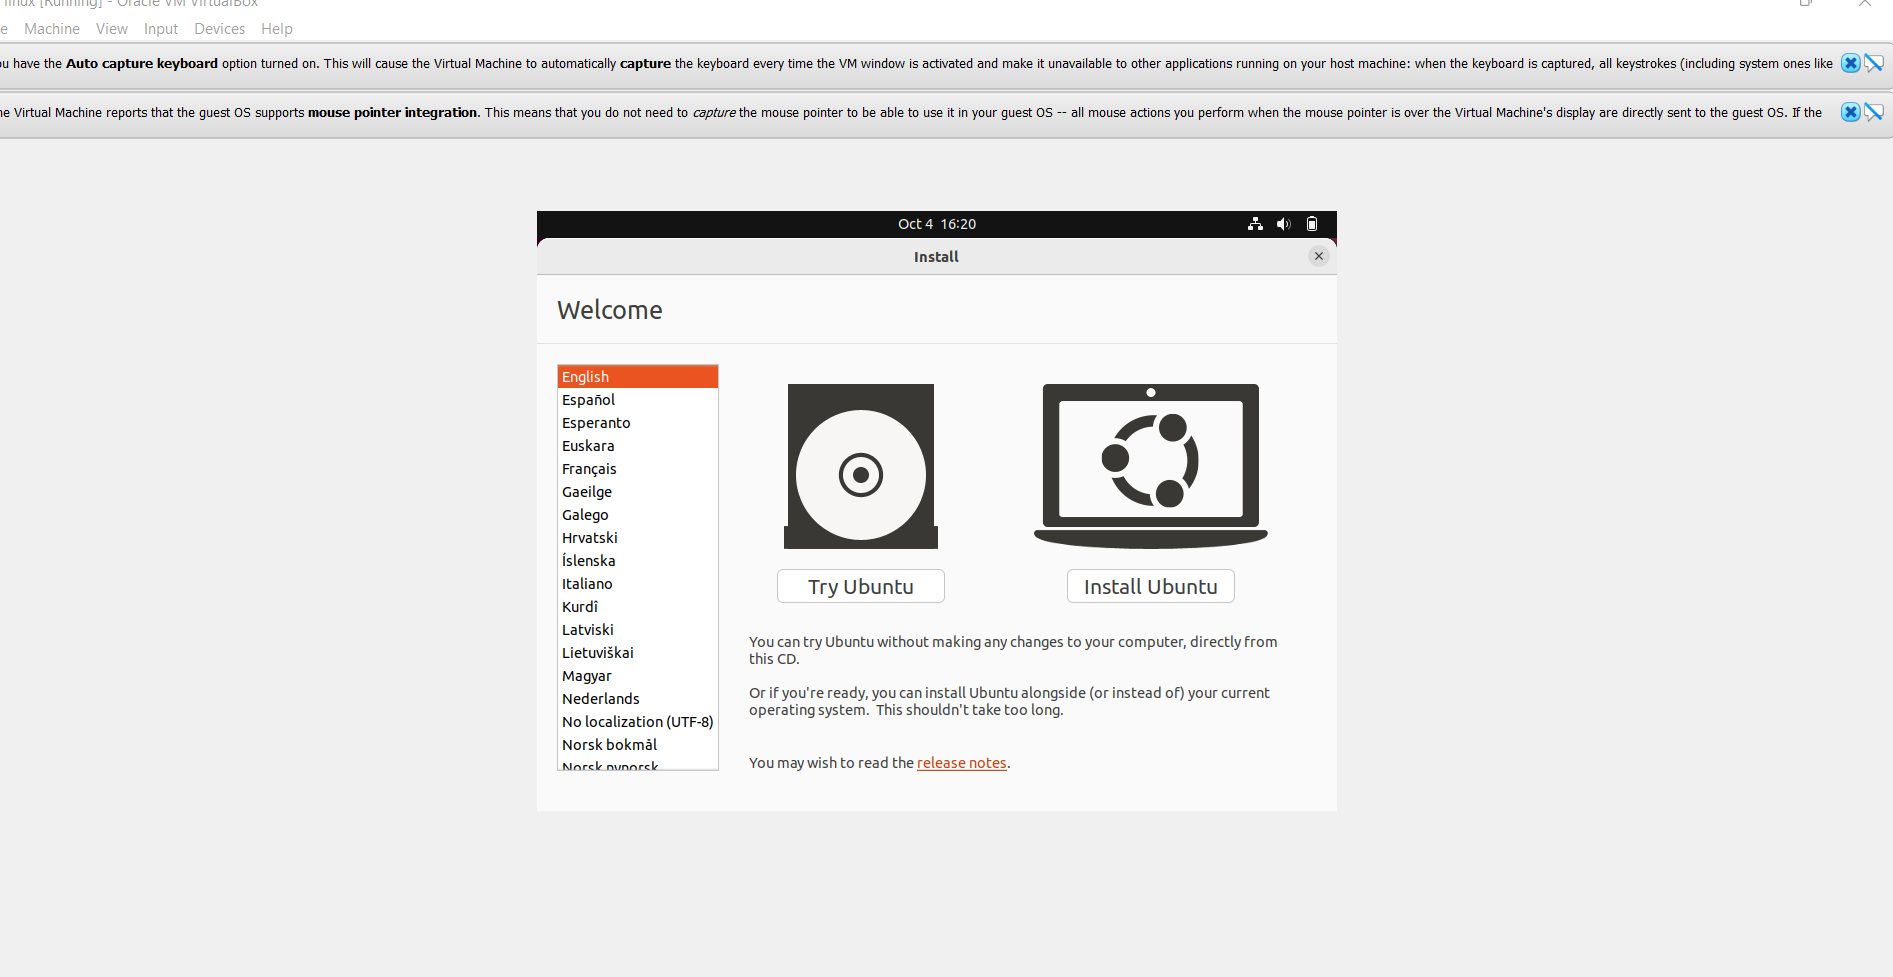 linux [Running] - Oracle VM VirtualBox
Machine View Input Devices Help
have the Auto capture keyboard option turned on. This will cause the Virtual Machine to automatically capture the keyboard every time the VM window is activated and make it unavailable to other applications running on your host machine: when the keyboard is captured, all keystrokes (including system ones like
Virtual Machine reports that the guest OS supports mouse pointer integration. This means that you do not need to capture the mouse pointer to be able to use it in your guest OS -- all mouse actions you perform when the mouse pointer is over the Virtual Machine's display are directly sent to the guest OS. If the
Oct 4 16:20
Install
Welcome
English
Español
Esperanto
Euskara
Français
Gaeilge
Galego
Hrvatski
Íslenska
Italiano
Kurdî
Latviski
Lietuviškai
Magyar
Nederlands
No localization (UTF-8)
Norsk bokmål
Norsk nynorsk
Try Ubuntu
Install Ubuntu
You can try Ubuntu without making any changes to your computer, directly from
this CD.
Or if you're ready, you can install Ubuntu alongside (or instead of) your current
operating system. This shouldn't take too long.
You may wish to read the release notes.